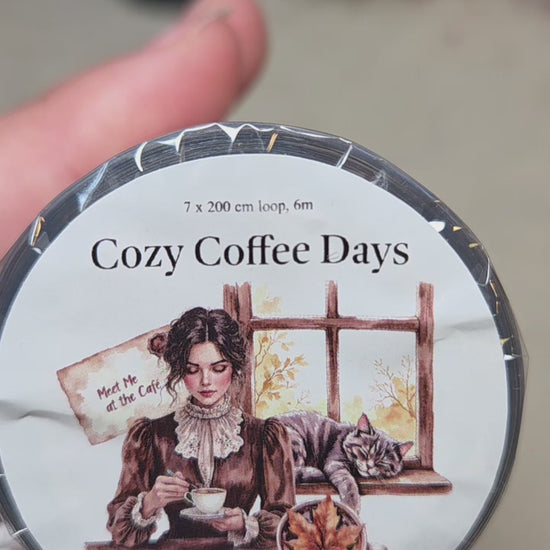 7 x 200 cm loop, 6m
Cozy Coffee Days
Meet Me
at the Café